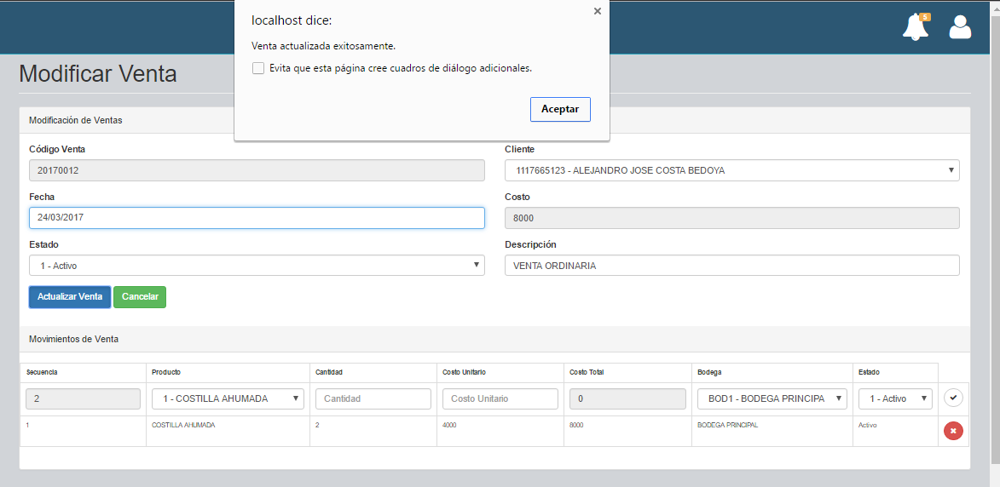 localhost dice:
5
Venta actualizada exitosamente.
Evita que esta página cree cuadros de diálogo adicionales.
Aceptar
Modificar Venta
Modificación de Ventas
Código Venta
Cliente
20170012
1117665123 - ALEJANDRO JOSE COSTA BEDOYA
Fecha
Costo
24/03/2017
8000
Estado
Descripción
1 - Activo
VENTA ORDINARIA
Actualizar Venta Cancelar
Movimientos de Venta
Secuencia Producto Cantidad Costo Unitario Costo Total Bodega Estado
2 1 - COSTILLA AHUMADA Cantidad Costo Unitario 0 BOD1 - BODEGA PRINCIPA 1 - Activo
1 COSTILLA AHUMADA 2 4000 8000 BODEGA PRINCIPAL Activo